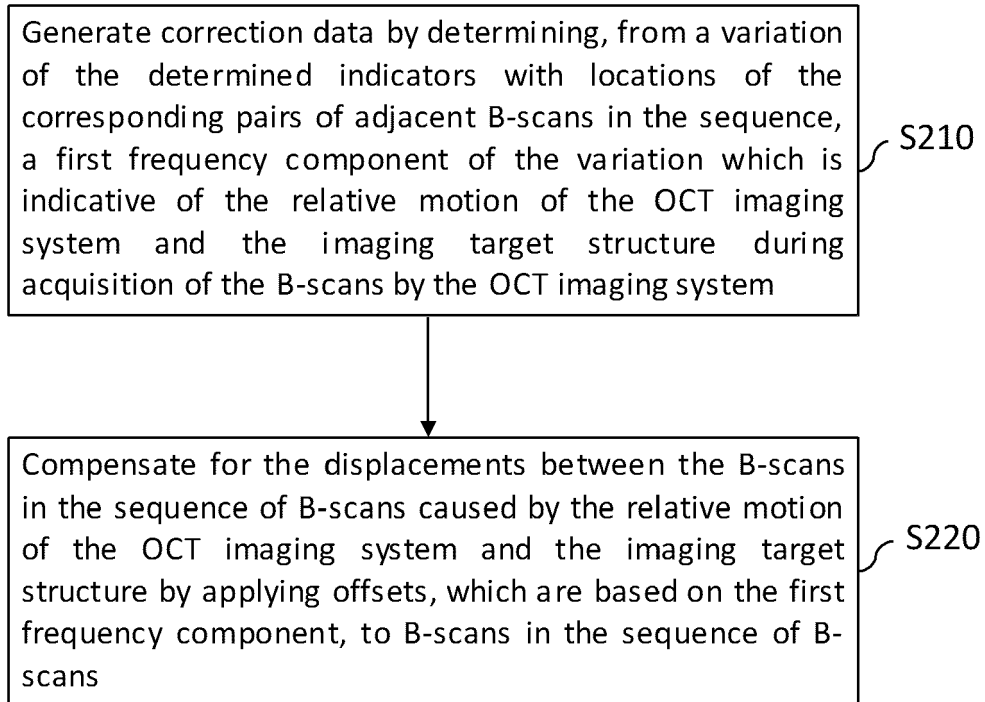 Generate correction data by determining, from a variation
of the determined indicators with locations of the
corresponding pairs of adjacent B-scans in the sequence,
a first frequency component of the variation which is
indicative of the relative motion of the OCT imaging
system and the imaging target structure during
acquisition of the B-scans by the OCT imaging system
S210
Compensate for the displacements between the B-scans
in the sequence of B-scans caused by the relative motion
of the OCT imaging system and the imaging target
structure by applying offsets, which are based on the first
frequency component, to B-scans in the sequence of B-
scans
S220